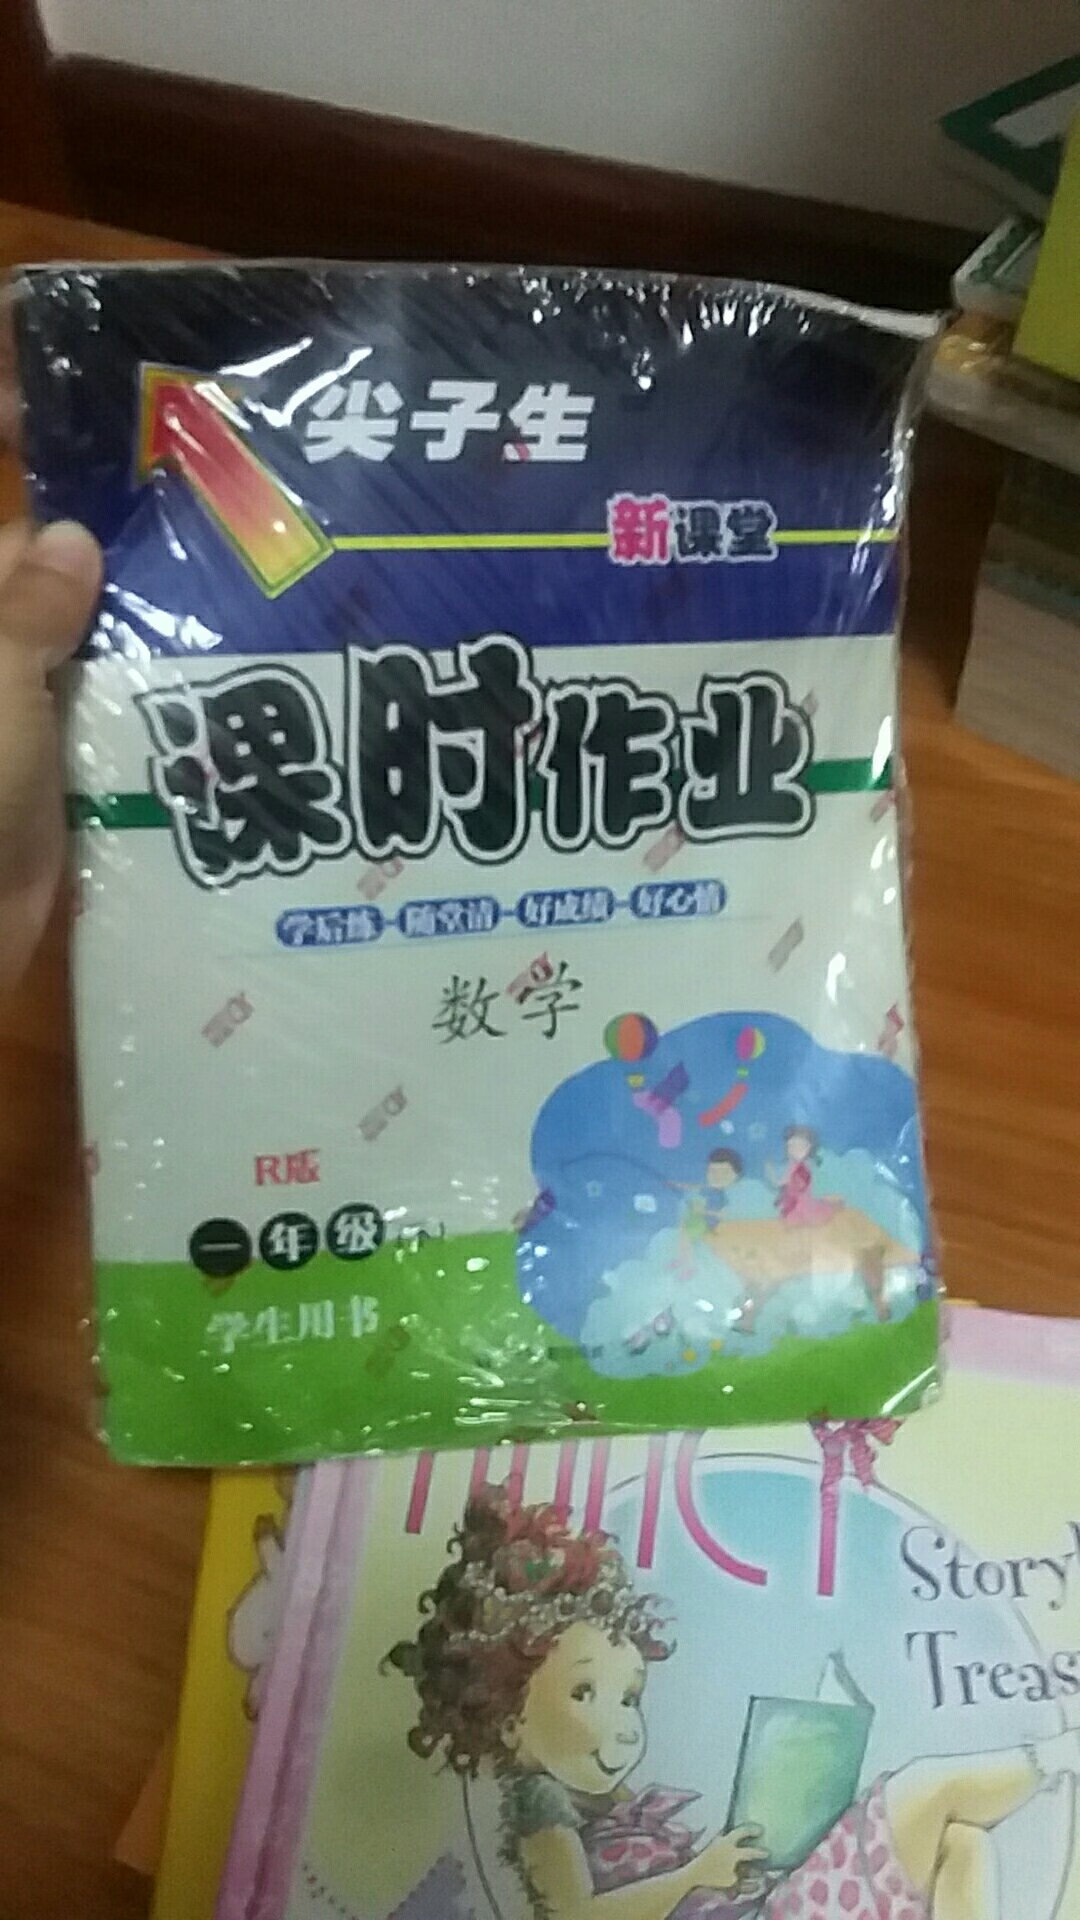 尖子生
新课堂
课时作业
学后练-随堂清-好成绩-好心情
数学
R版
一年级
学生用书
Story
Treas